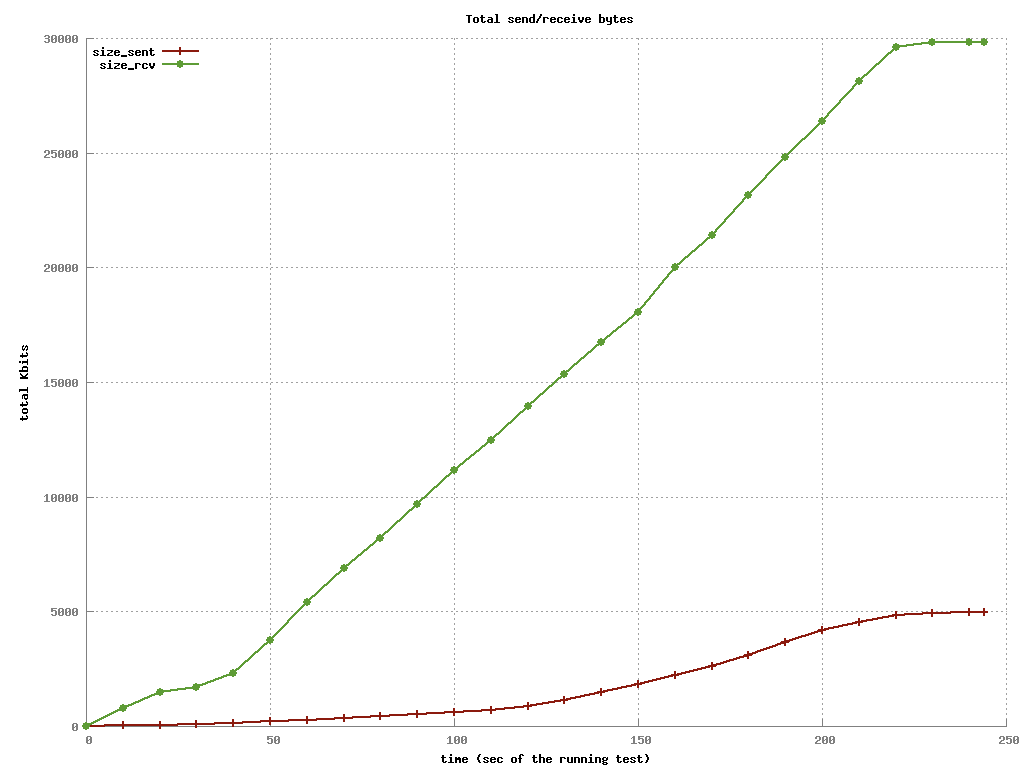 Total send/receive bytes
size_sent
size_rcv
30000
25000
20000
15000
10000
5000
0
total Kbits
0 50 100 150 200 250
time (sec of the running test)